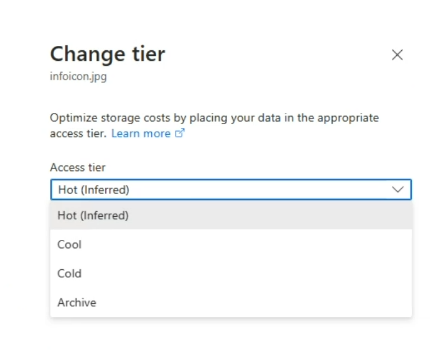 Change tier
infoicon.jpg
Optimize storage costs by placing your data in the appropriate
access tier. Learn more
Access tier
Hot (Inferred)
Hot (Inferred)
Cool
Cold
Archive